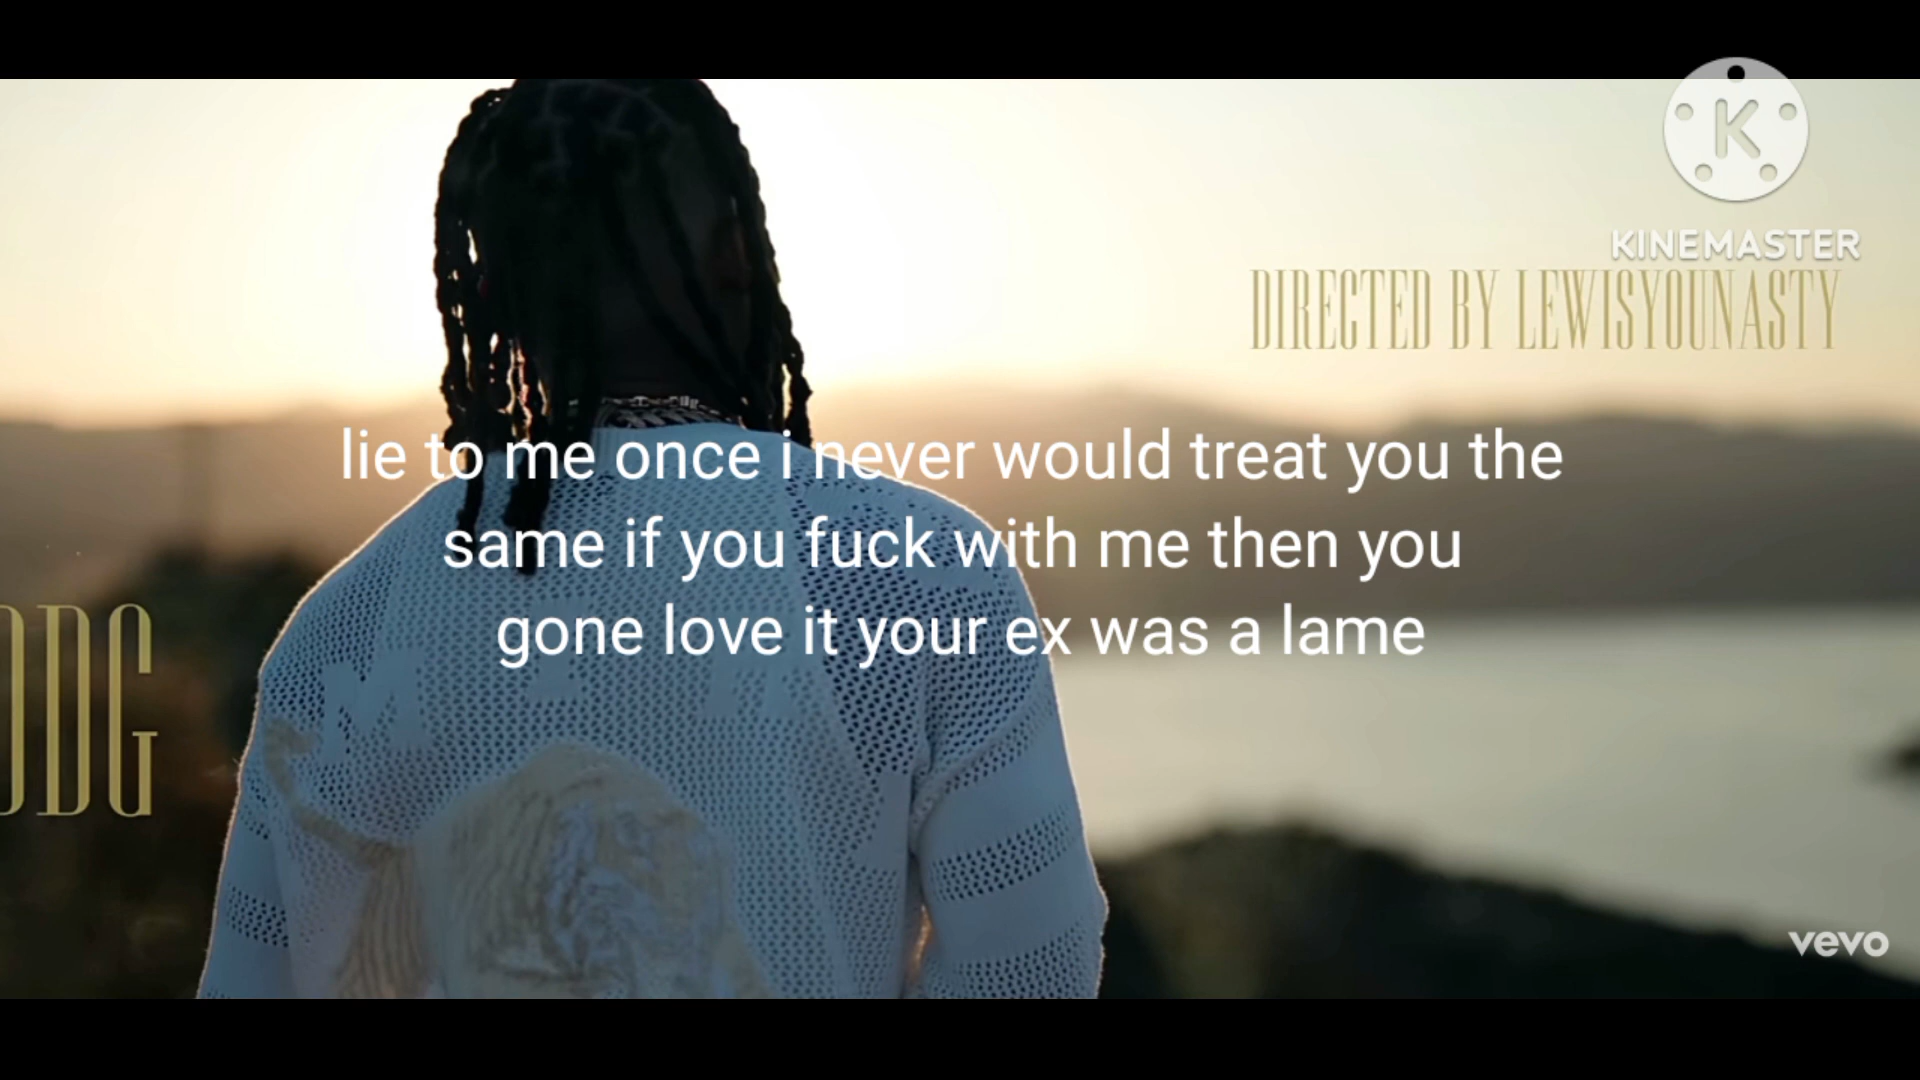 KINEMASTER
DIRECTED BY LEWISYOUNASTY
lie to me once i never would treat you the
same if you fuck with me then you
gone love it your ex was a lame
DDG
vevo